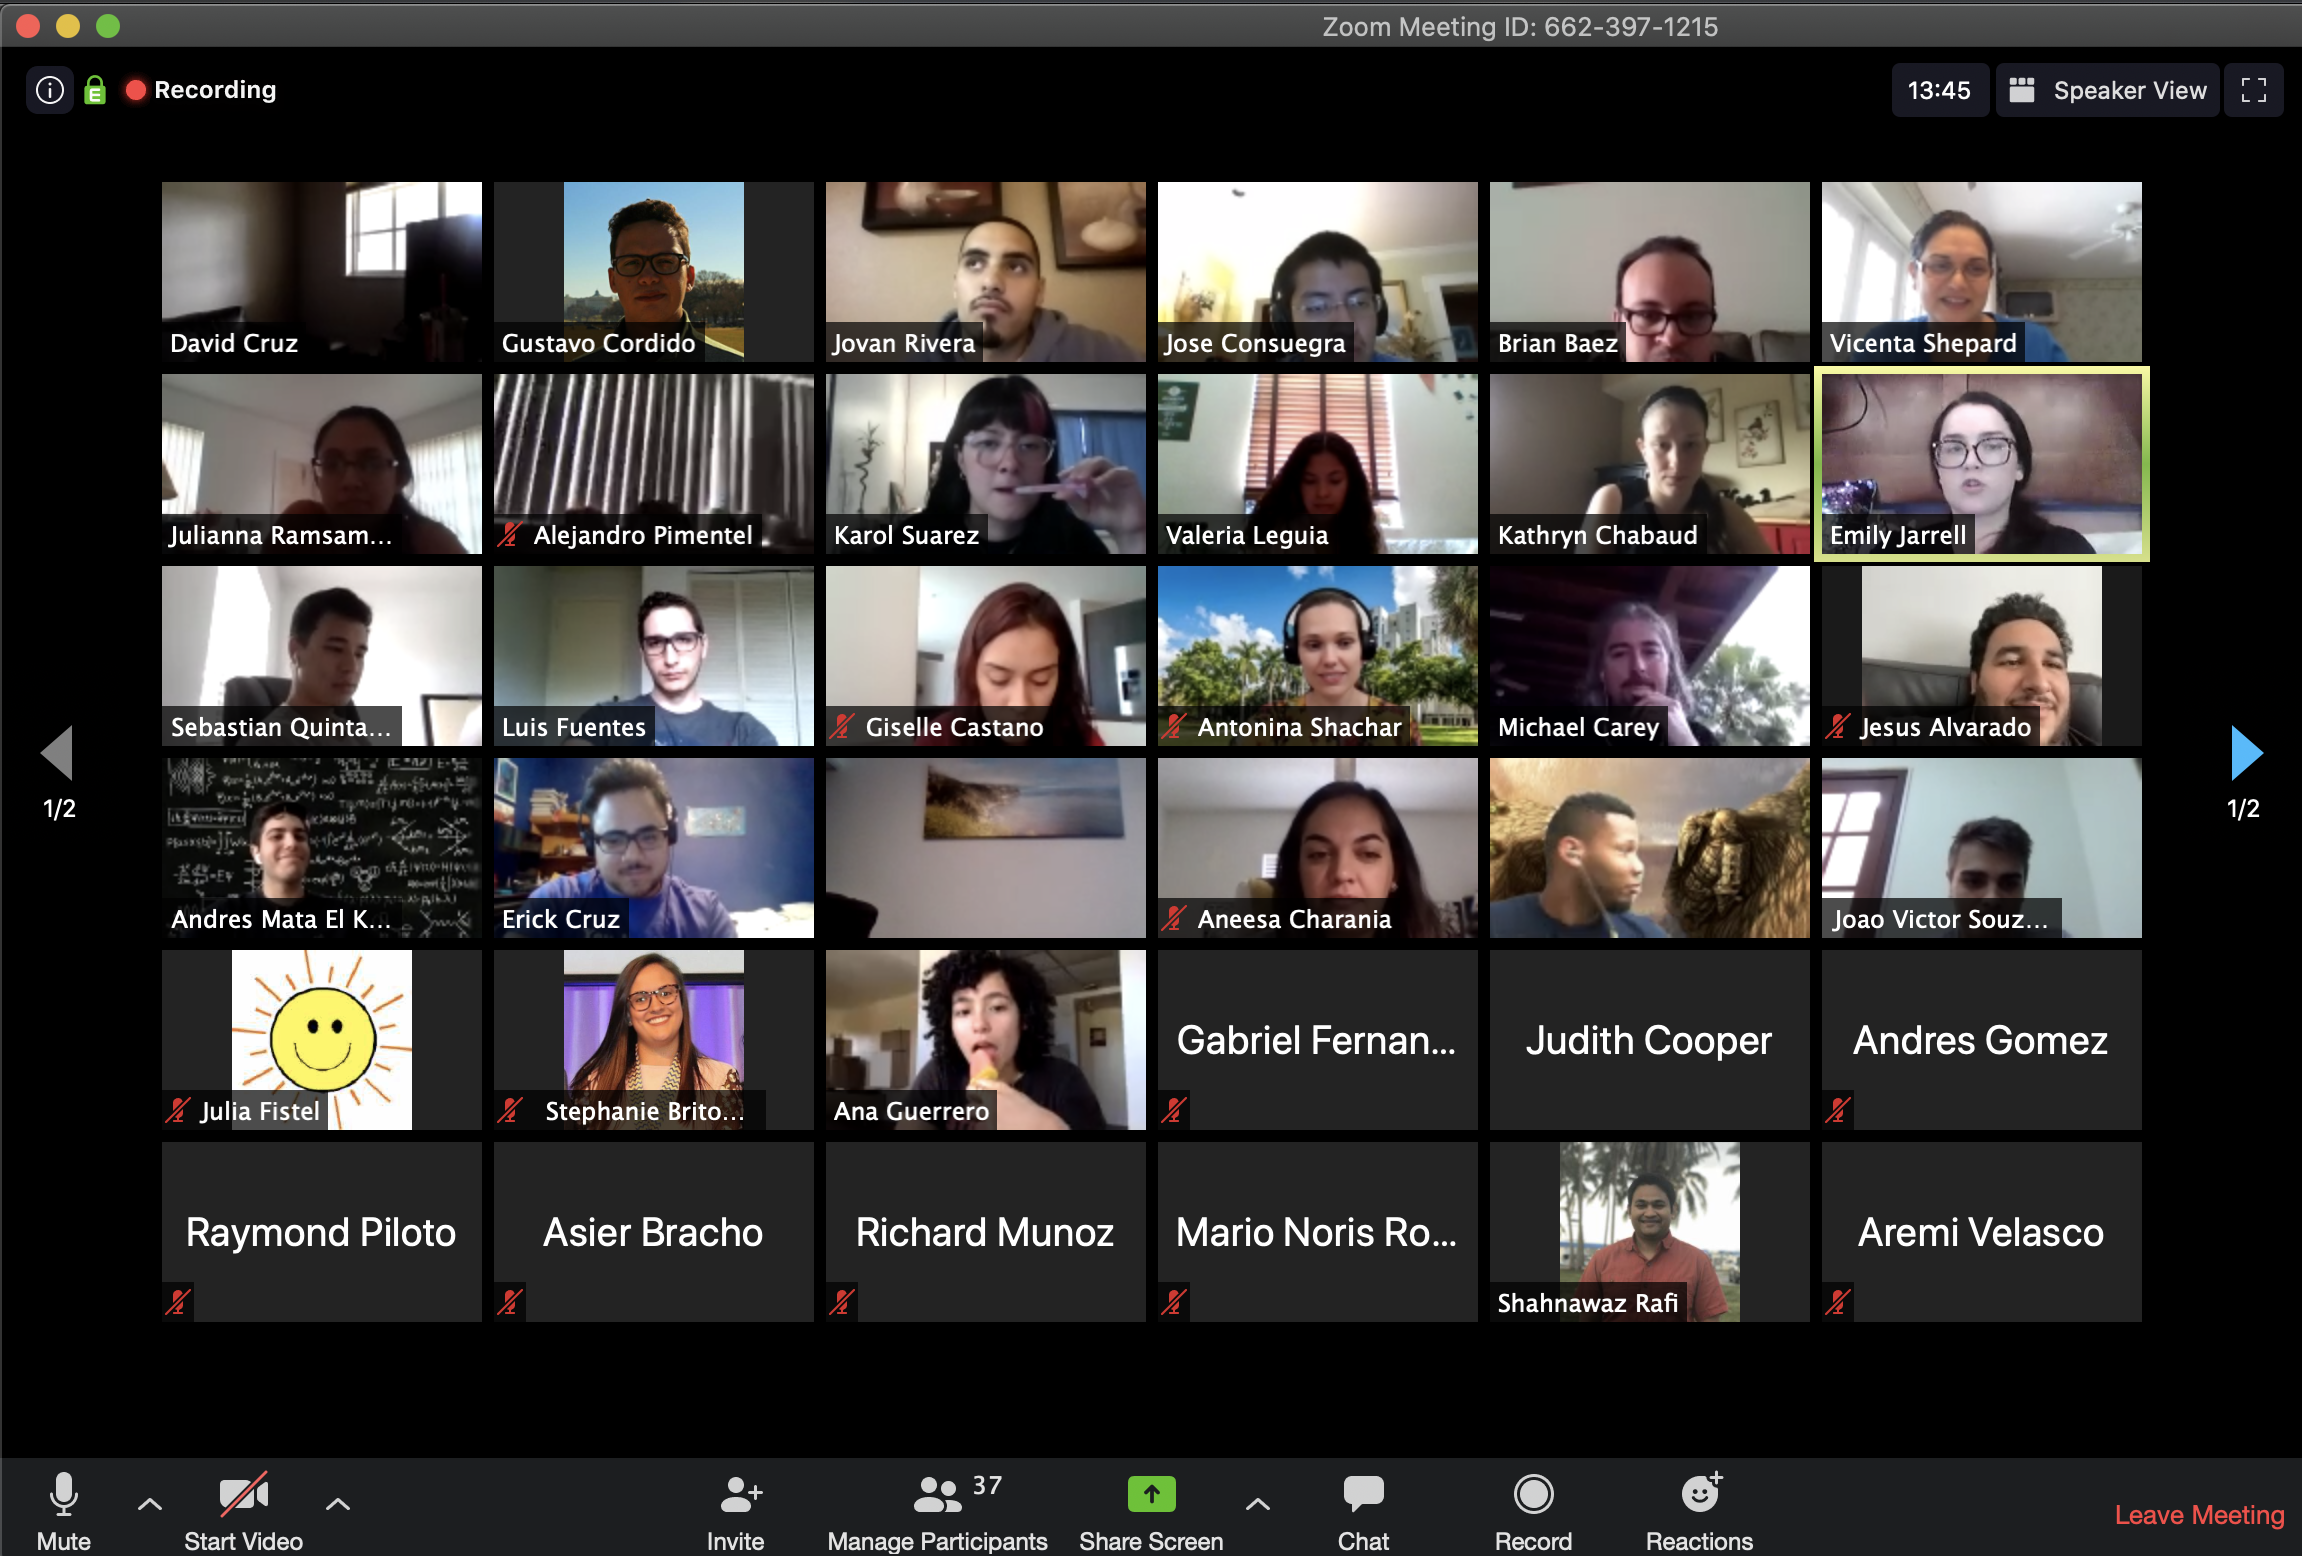 Zoom Meeting ID: 662-397-1215
Recording
13:45
Speaker View
David Cruz
Gustavo Cordido
Jovan Rivera
Jose Consuegra
Brian Baez
Vicenta Shepard
Julianna Ramsam...
Alejandro Pimentel
Karol Suarez
Valeria Leguia
Kathryn Chabaud
Emily Jarrell
Sebastian Quinta...
Luis Fuentes
Giselle Castano
Antonina Shachar
Michael Carey
Jesus Alvarado
1/2
1/2
Andres Mata El K...
Erick Cruz
Aneesa Charania
Joao Victor Souz...
Julia Fistel
Stephanie Brito...
Ana Guerrero
Gabriel Fernan...
Judith Cooper
Andres Gomez
Raymond Piloto
Asier Bracho
Richard Munoz
Mario Noris Ro...
Shahnawaz Rafi
Aremi Velasco
Mute
Start Video
Invite
37
Manage Participants
Share Screen
Chat
Record
Reactions
Leave Meeting